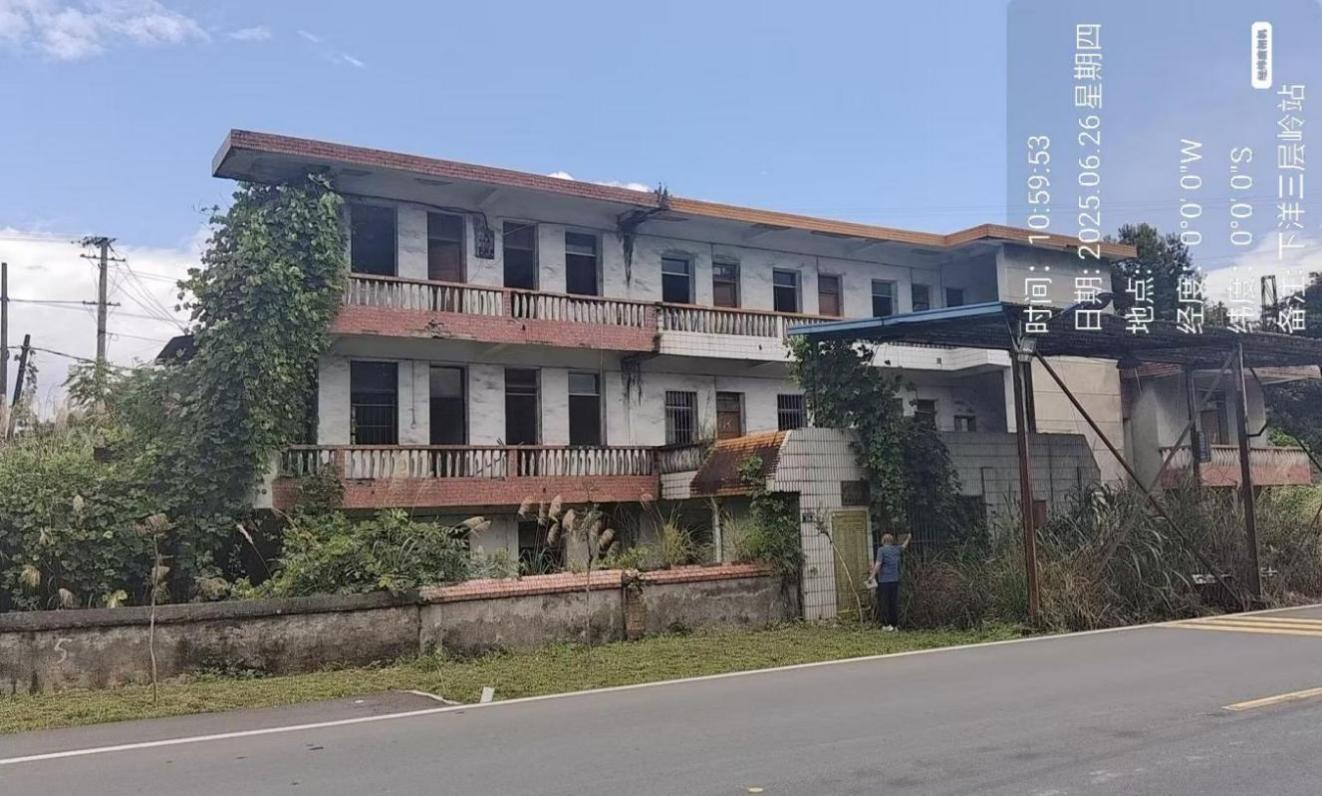 时间: 10:59:53
日期: 2025.06.26 星期四
地点:
经度: 0°0′0″W
纬度: 0°0′0″S
备注: 下洋三层岭站
5